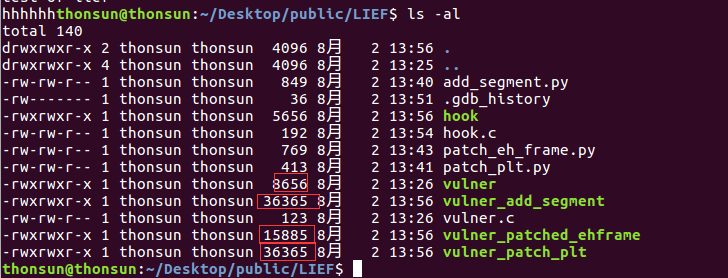 hhhhhhthonsun@thonsun:~/Desktop/public/LIEF$ ls -al
total 140
drwxrwxr-x 2 thonsun thonsun  4096 8月   2 13:56 .
drwxrwxr-x 4 thonsun thonsun  4096 8月   2 13:25 ..
-rw-rw-r-- 1 thonsun thonsun   849 8月   2 13:40 add_segment.py
-rw------- 1 thonsun thonsun    36 8月   2 13:51 .gdb_history
-rwxrwxr-x 1 thonsun thonsun  5656 8月   2 13:56 hook
-rw-rw-r-- 1 thonsun thonsun   192 8月   2 13:54 hook.c
-rw-rw-r-- 1 thonsun thonsun   769 8月   2 13:43 patch_eh_frame.py
-rw-rw-r-- 1 thonsun thonsun   413 8月   2 13:41 patch_plt.py
-rwxrwxr-x 1 thonsun thonsun  8656 8月   2 13:26 vulner
-rwxrwxr-x 1 thonsun thonsun 36365 8月   2 13:56 vulner_add_segment
-rw-rw-r-- 1 thonsun thonsun   123 8月   2 13:26 vulner.c
-rwxrwxr-x 1 thonsun thonsun 15885 8月   2 13:56 vulner_patched_ehframe
-rwxrwxr-x 1 thonsun thonsun 36365 8月   2 13:56 vulner_patch_plt
thonsun@thonsun:~/Desktop/public/LIEF$